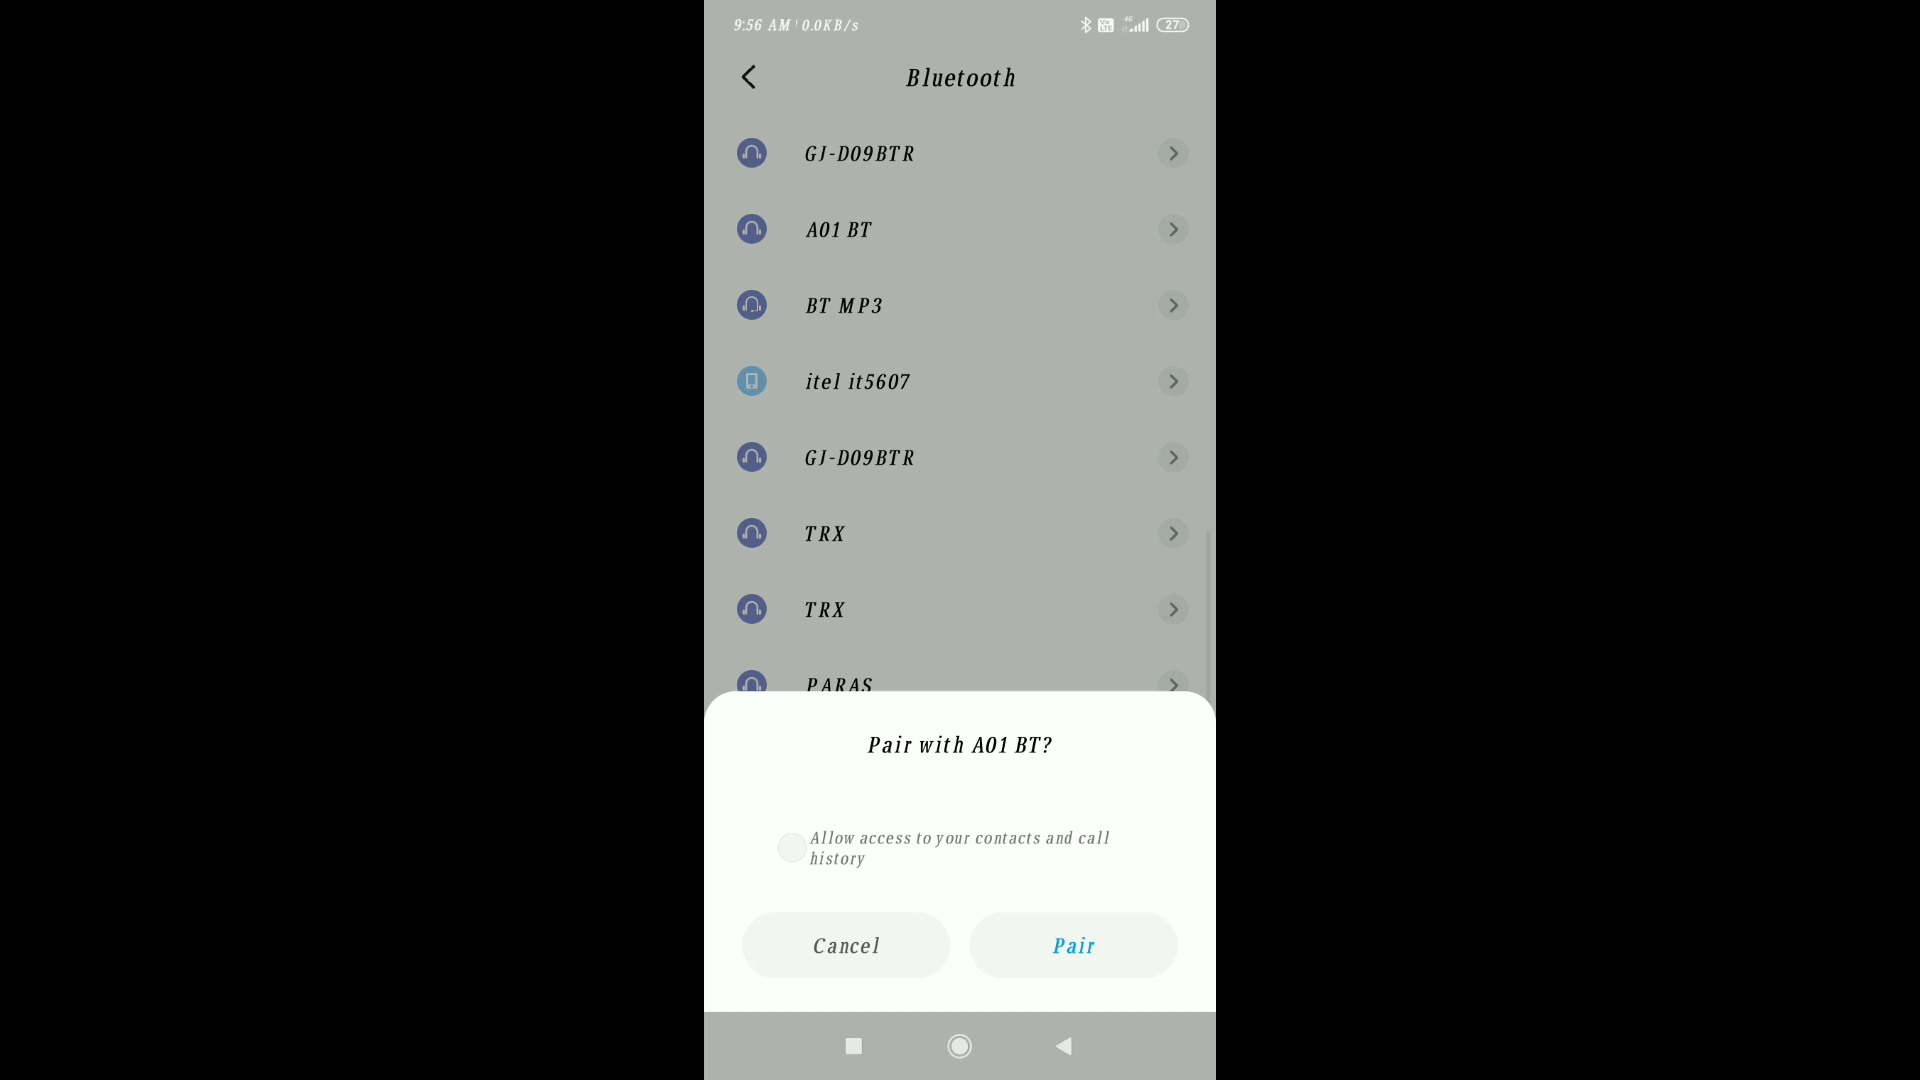 9:56 AM 0.0KB/s
4G
27
Bluetooth
GJ-D09BTR
A01 BT
BT MP3
itel it5607
GJ-D09BTR
TRX
TRX
PARAS
Pair with A01 BT?
Allow access to your contacts and call
history
Cancel
Pair